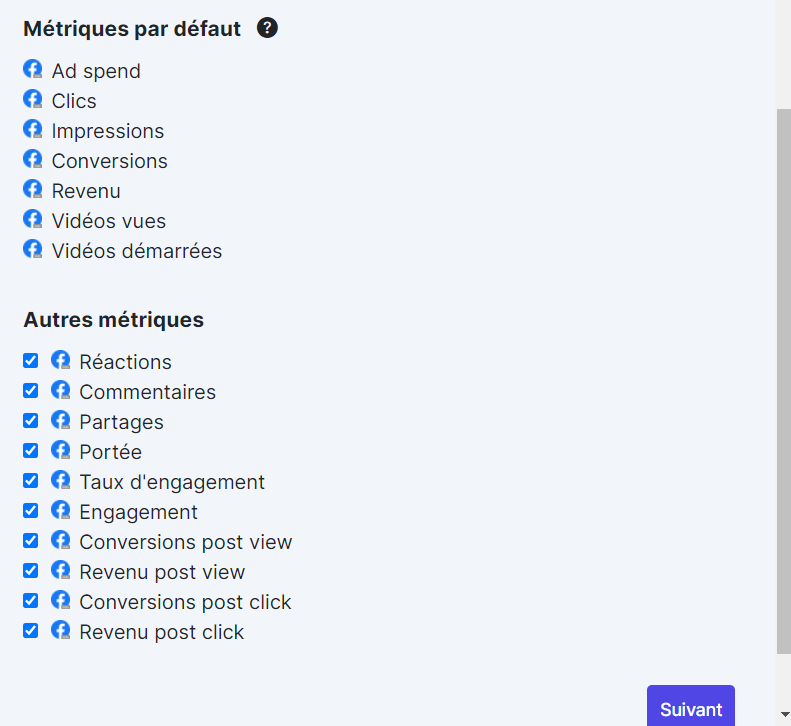 Métriques par défaut ?
Ad spend
Clics
Impressions
Conversions
Revenu
Vidéos vues
Vidéos démarrées
Autres métriques
Réactions
Commentaires
Partages
Portée
Taux d'engagement
Engagement
Conversions post view
Revenu post view
Conversions post click
Revenu post click
Suivant